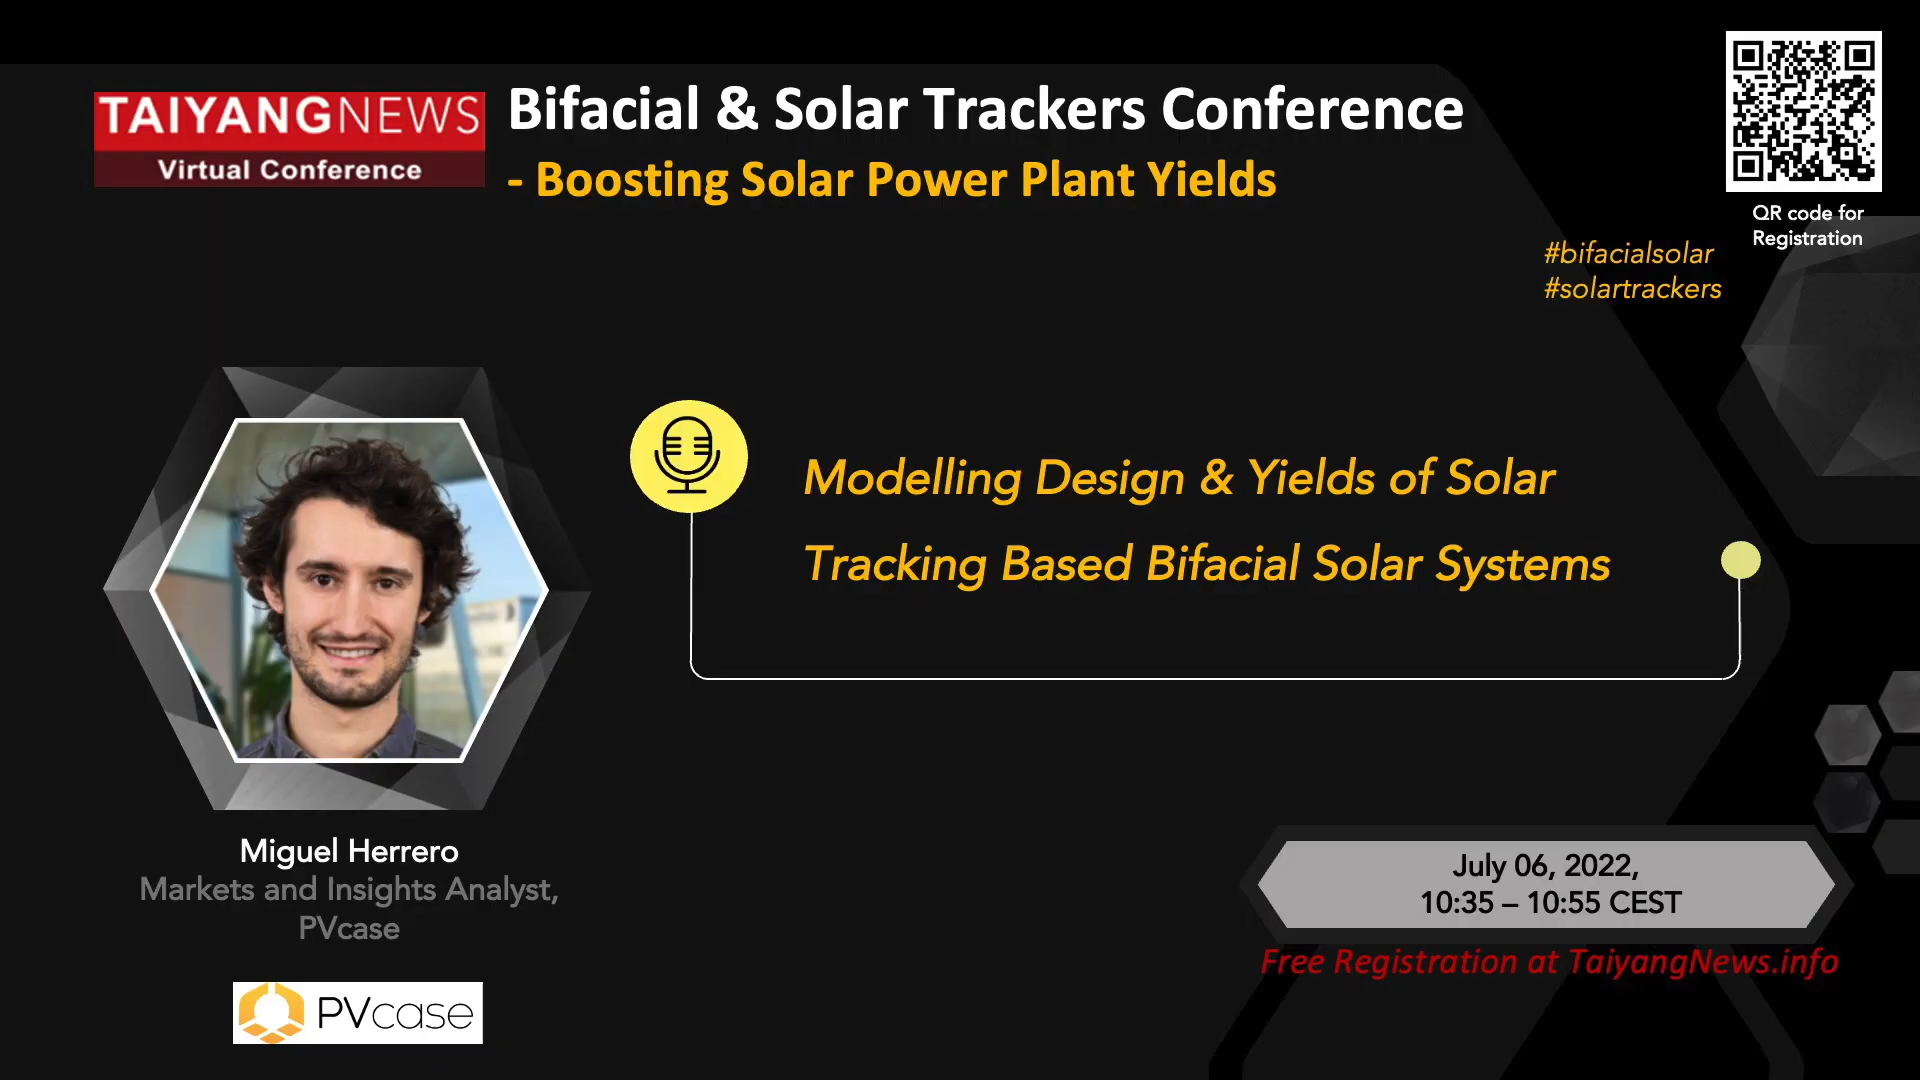 TAIYANGNEWS
Virtual Conference
Bifacial & Solar Trackers Conference
- Boosting Solar Power Plant Yields
QR code for
Registration
#bifacialsolar
#solartrackers
Modelling Design & Yields of Solar
Tracking Based Bifacial Solar Systems
Miguel Herrero
Markets and Insights Analyst,
PVcase
PVcase
July 06, 2022,
10:35 – 10:55 CEST
Free Registration at TaiyangNews.info